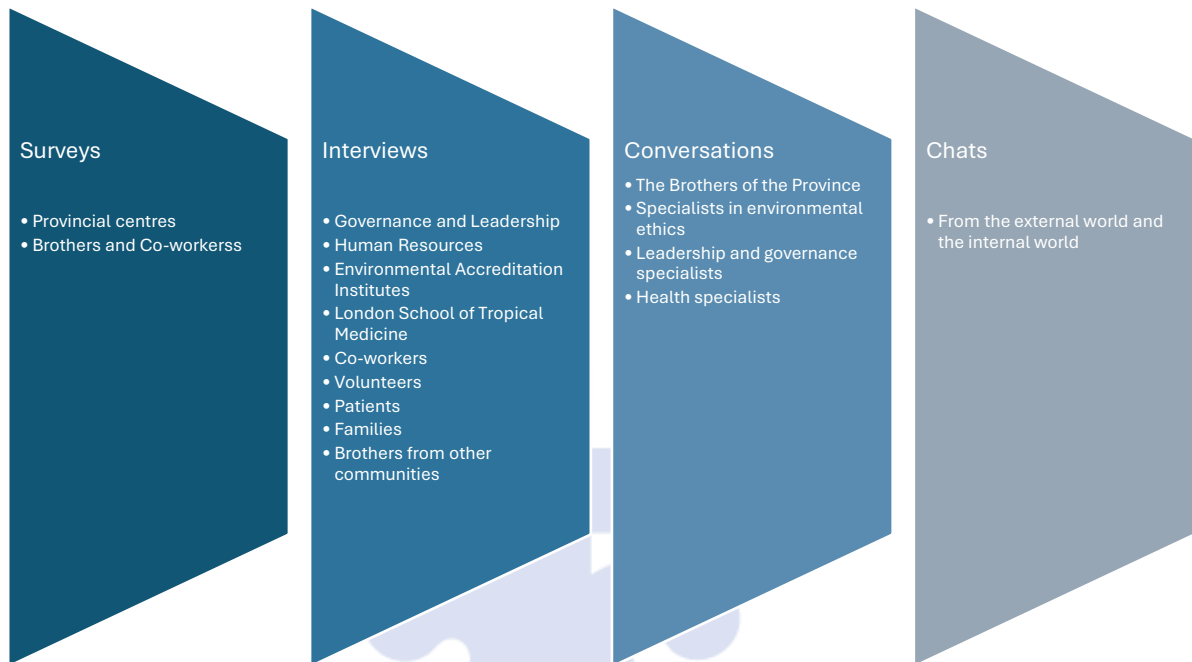 Surveys
• Provincial centres
• Brothers and Co-workerss
Interviews
• Governance and Leadership
• Human Resources
• Environmental Accreditation
Institutes
• London School of Tropical
Medicine
• Co-workers
• Volunteers
• Patients
• Families
• Brothers from other
communities
Conversations
• The Brothers of the Province
• Specialists in environmental
ethics
• Leadership and governance
specialists
• Health specialists
Chats
• From the external world and
the internal world